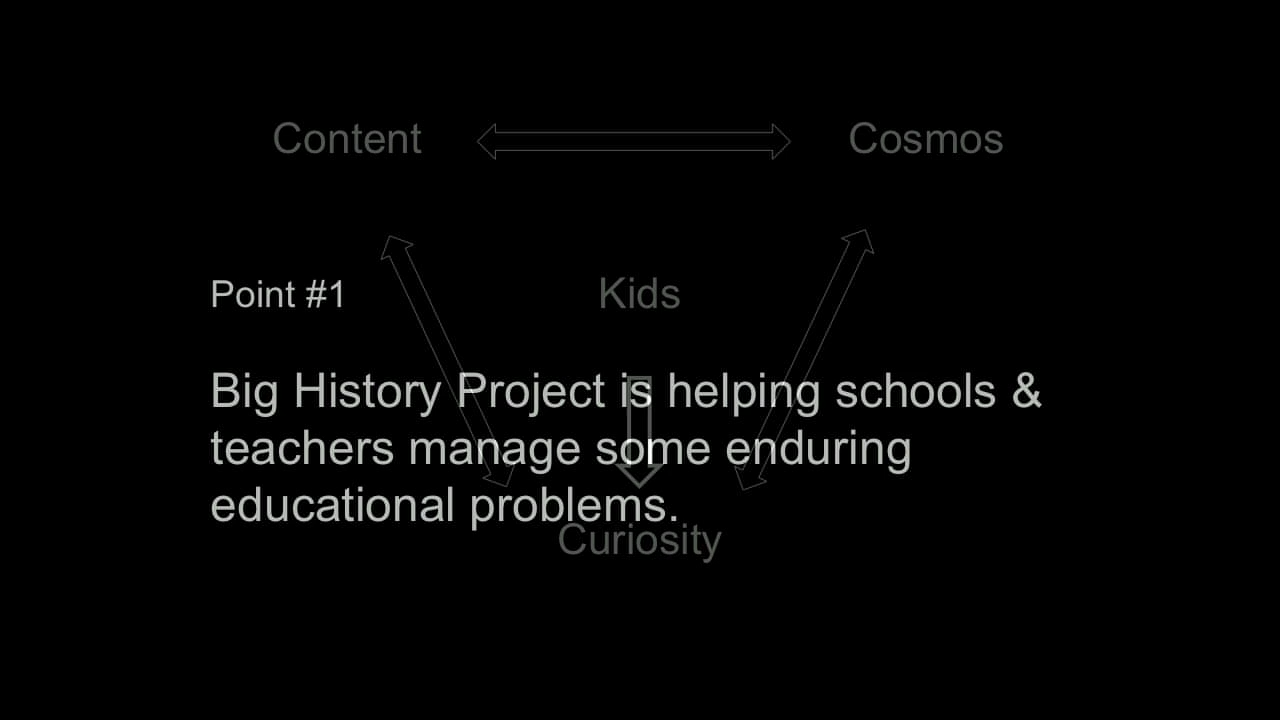 Content
Cosmos
Point #1
Kids
Big History Project is helping schools &
teachers manage some enduring
educational problems.
Curiosity